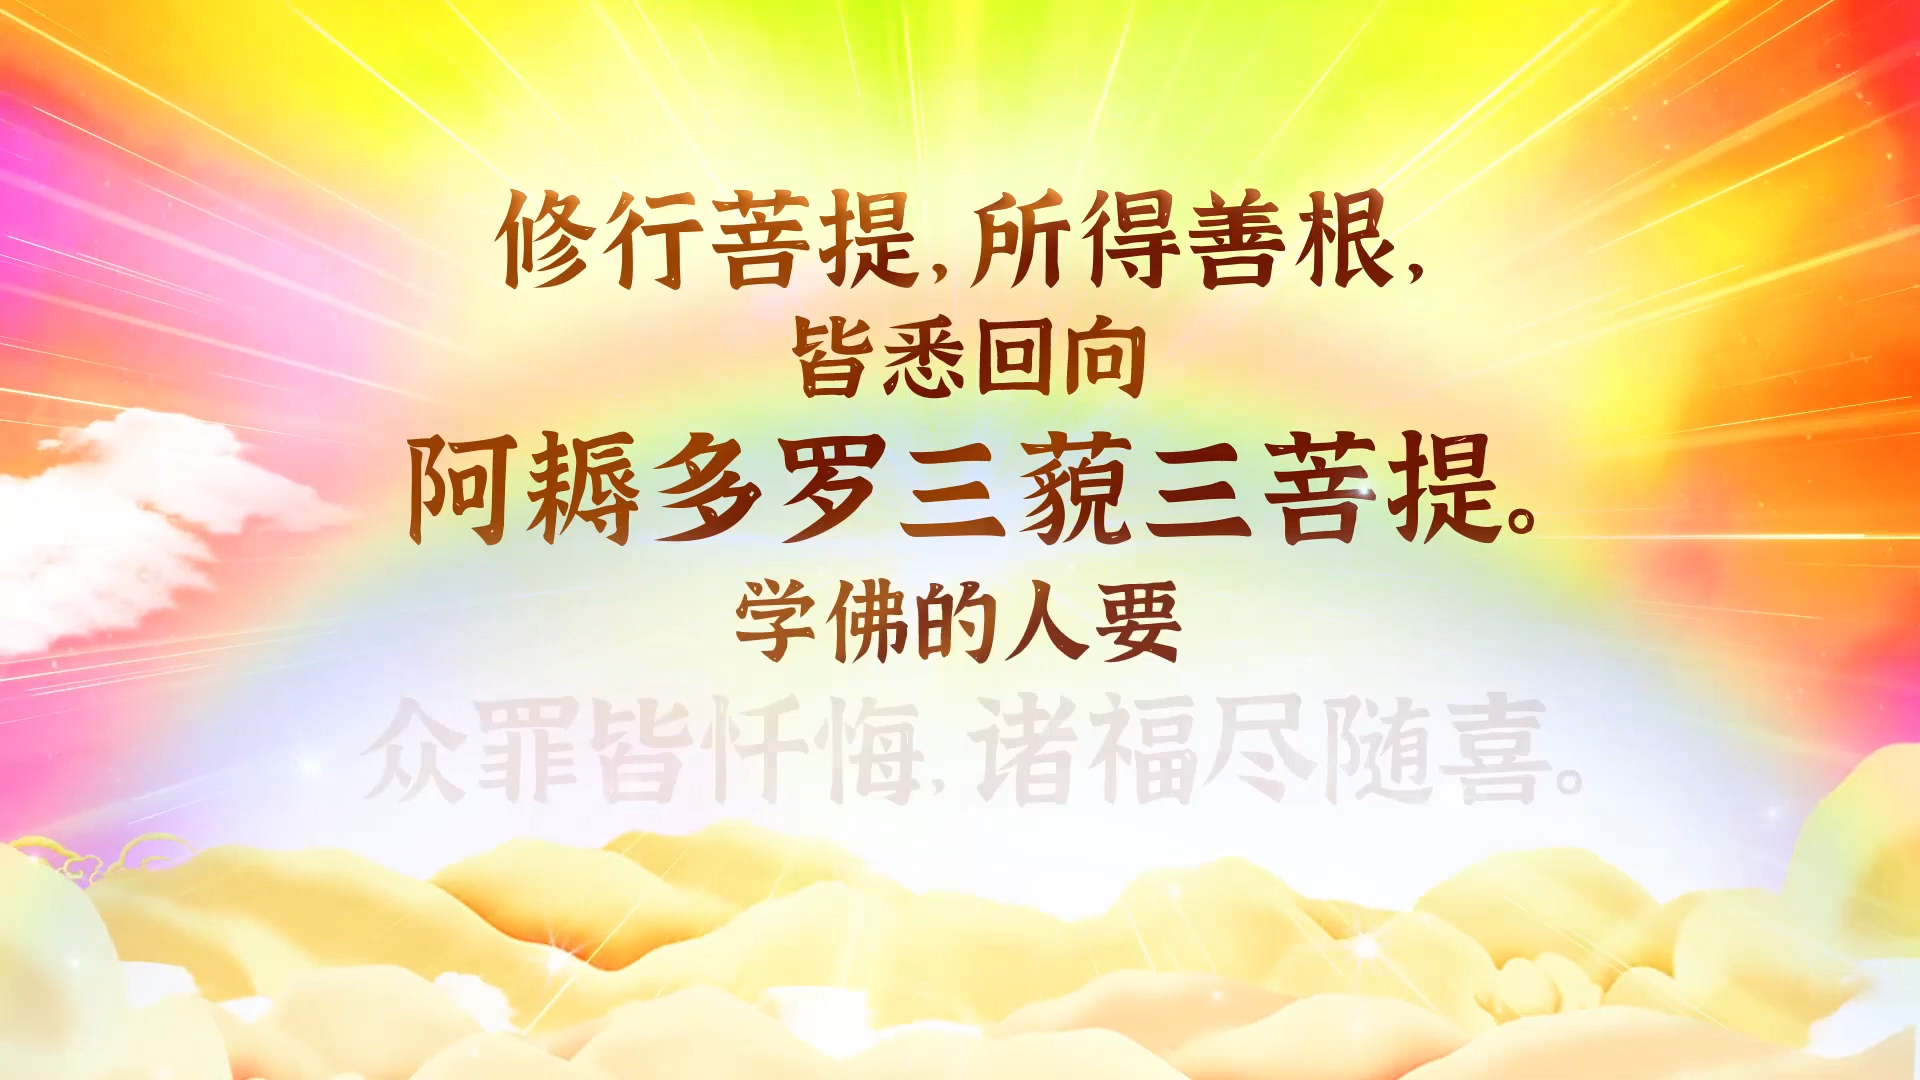 修行菩提，所得善根，
皆悉回向
阿耨多罗三藐三菩提。
学佛的人要
众罪皆忏悔，诸福尽随喜。